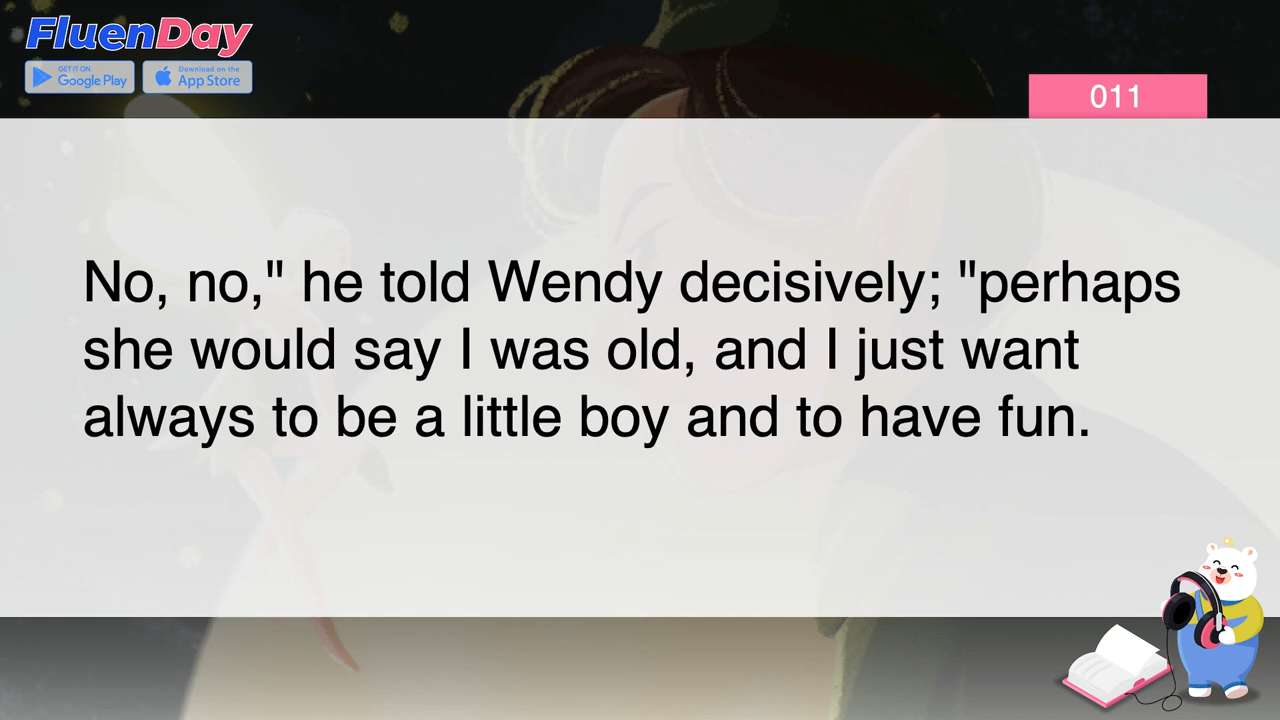 FluenDay
GET IT ON
Google Play
Download on the
App Store
011
No, no," he told Wendy decisively; "perhaps
she would say I was old, and I just want
always to be a little boy and to have fun.